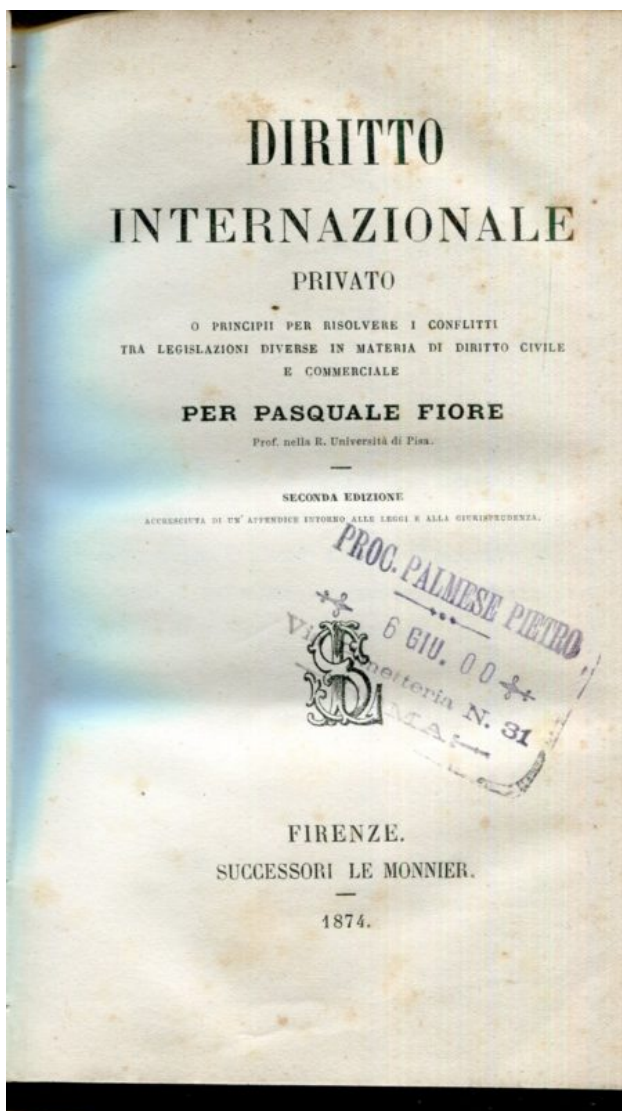 DIRITTO
INTERNAZIONALE
PRIVATO
O PRINCIPII PER RISOLVERE I CONFLITTI
TRA LEGISLAZIONI DIVERSE IN MATERIA DI DIRITTO CIVILE
E COMMERCIALE
PER PASQUALE FIORE
Prof. nella R. Università di Pisa.
SECONDA EDIZIONE
ACCRESCIUTA DI UN' APPENDICE INTORNO ALLE LEGGI E ALLA GIURISPRUDENZA.
PROC. PALMESE PIETRO
6 GIU. 00
N. 31
FIRENZE.
SUCCESSORI LE MONNIER.
1874.